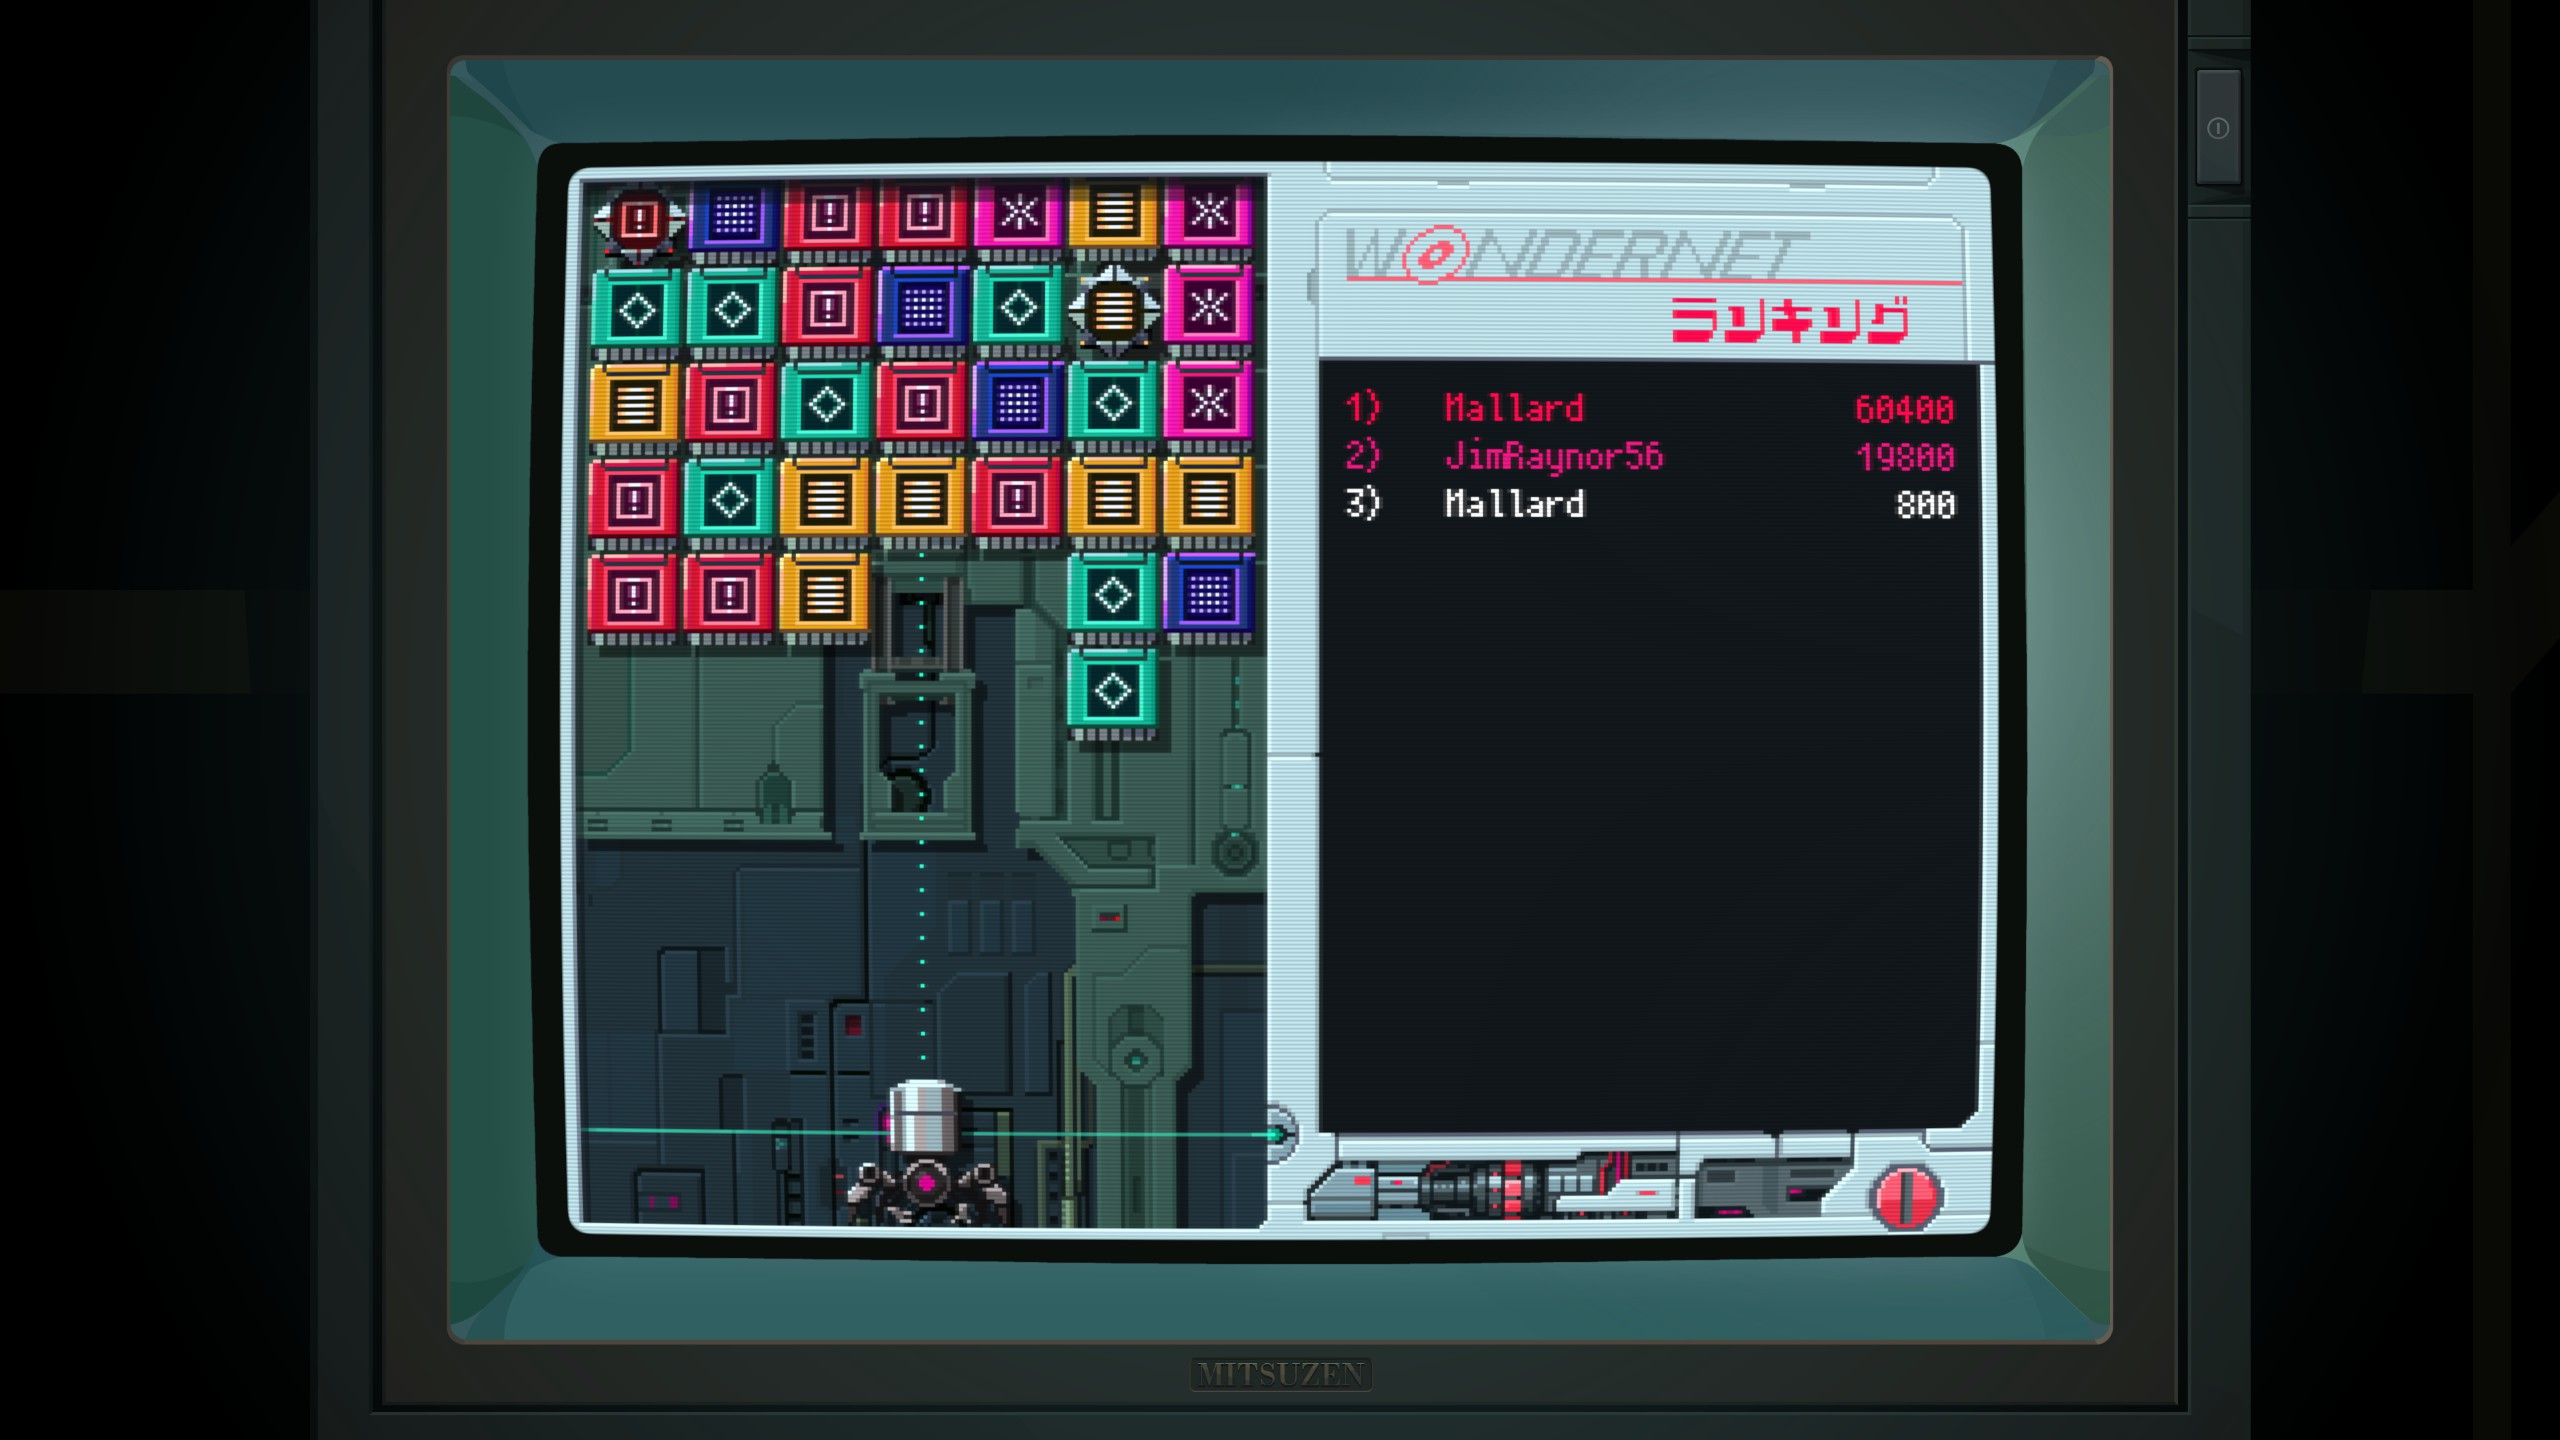 WONDERNET
ランキング
1) Mallard 60400
2) JimRaynor56 19800
3) Mallard 800
MITSUZEN